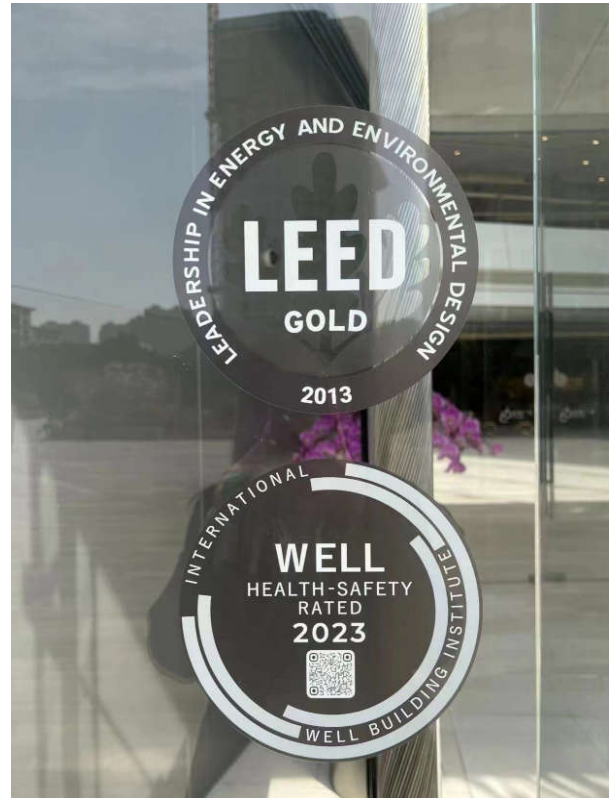 LEADERSHIP IN ENERGY AND ENVIRONMENTAL DESIGN
LEED
GOLD
2013
INTERNATIONAL
WELL
HEALTH-SAFETY
RATED
2023
WELL BUILDING INSTITUTE